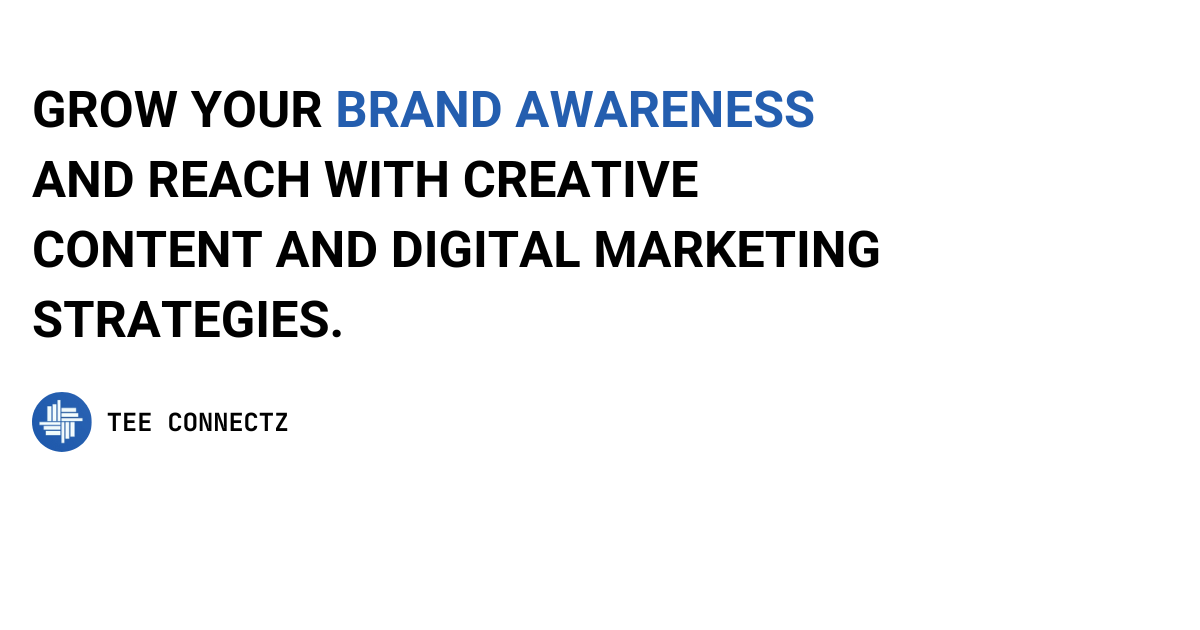 GROW YOUR BRAND AWARENESS
AND REACH WITH CREATIVE
CONTENT AND DIGITAL MARKETING
STRATEGIES.
TEE CONNECTZ